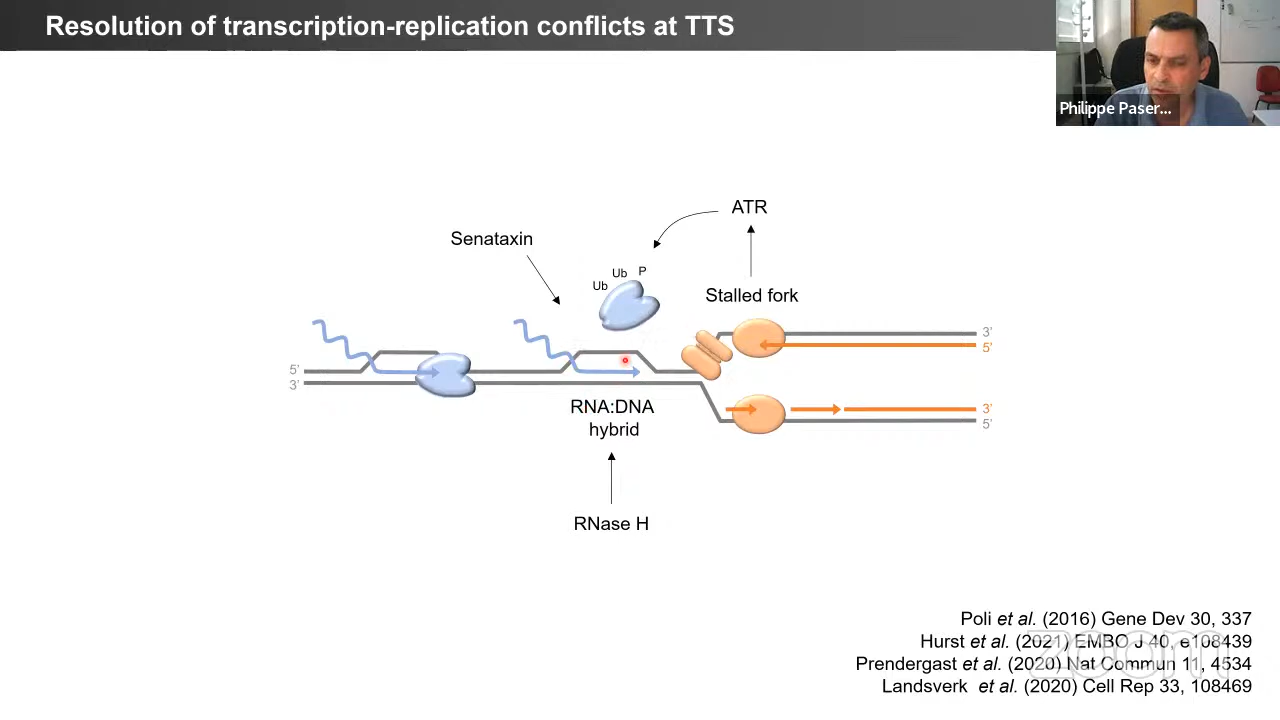 Resolution of transcription-replication conflicts at TTS
Philippe Paser...
ATR
Senataxin
Ub
Ub
P
Stalled fork
5'
3'
3'
5'
RNA:DNA
hybrid
3'
5'
RNase H
Poli et al. (2016) Gene Dev 30, 337
Hurst et al. (2021) EMBO J 40, e108439
Prendergast et al. (2020) Nat Commun 11, 4534
Landsverk et al. (2020) Cell Rep 33, 108469
zoom